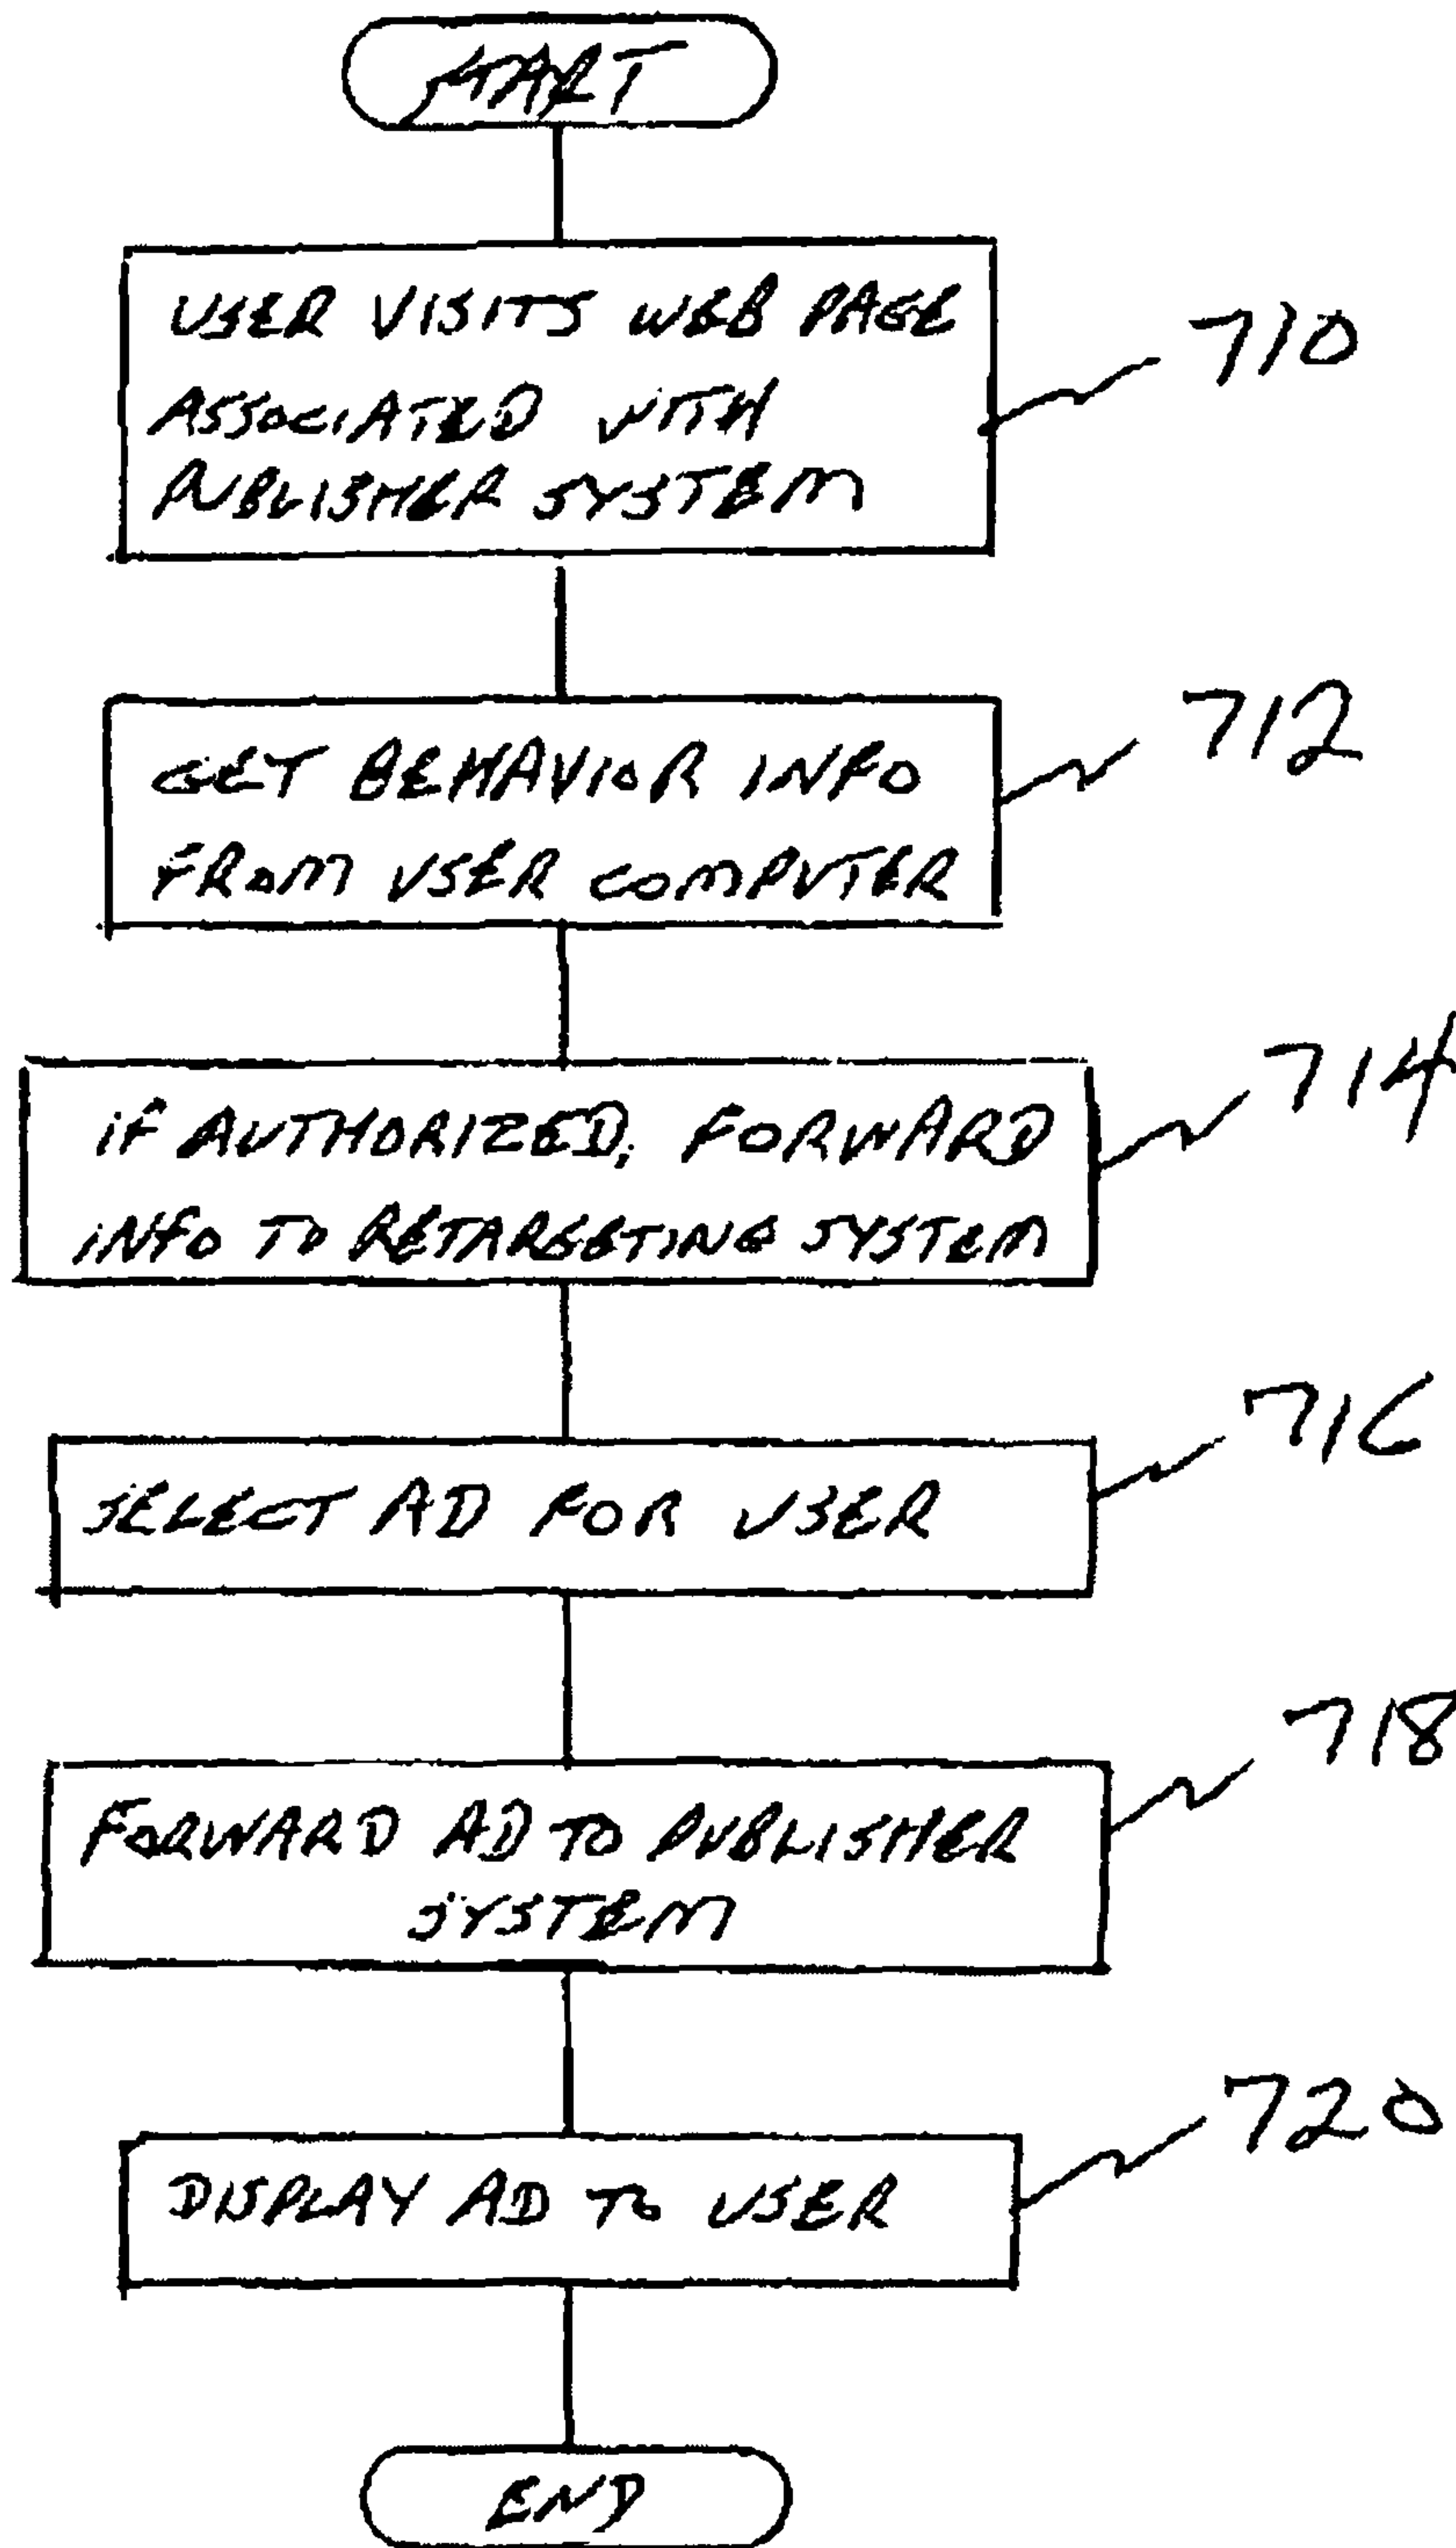 START
USER VISITS WEB PAGE
ASSOCIATED WITH
PUBLISHER SYSTEM
710
GET BEHAVIOR INFO
FROM USER COMPUTER
712
IF AUTHORIZED, FORWARD
INFO TO RETARGETING SYSTEM
714
SELECT AD FOR USER
716
FORWARD AD TO PUBLISHER
SYSTEM
718
DISPLAY AD TO USER
720
END